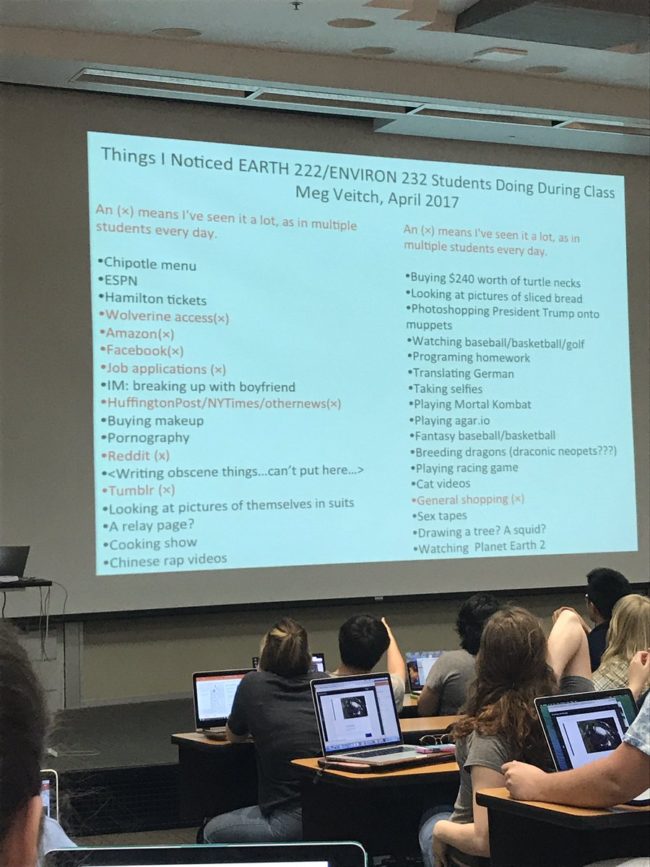 Things I Noticed EARTH 222/ENVIRON 232 Students Doing During Class
Meg Veitch, April 2017
An (×) means I've seen it a lot, as in multiple
students every day.
•Chipotle menu
•ESPN
•Hamilton tickets
•Wolverine access(×)
•Amazon(×)
•Facebook(×)
•Job applications (×)
•IM: breaking up with boyfriend
•HuffingtonPost/NYTimes/othernews(×)
•Buying makeup
•Pornography
•Reddit (x)
•<Writing obscene things...can't put here...>
•Tumblr (×)
•Looking at pictures of themselves in suits
•A relay page?
•Cooking show
•Chinese rap videos
An (×) means I've seen it a lot, as in
multiple students every day.
•Buying $240 worth of turtle necks
•Looking at pictures of sliced bread
•Photoshopping President Trump onto
muppets
•Watching baseball/basketball/golf
•Programing homework
•Translating German
•Taking selfies
•Playing Mortal Kombat
•Playing agar.io
•Fantasy baseball/basketball
•Breeding dragons (draconic neopets???)
•Playing racing game
•Cat videos
•General shopping (×)
•Sex tapes
•Drawing a tree? A squid?
•Watching Planet Earth 2